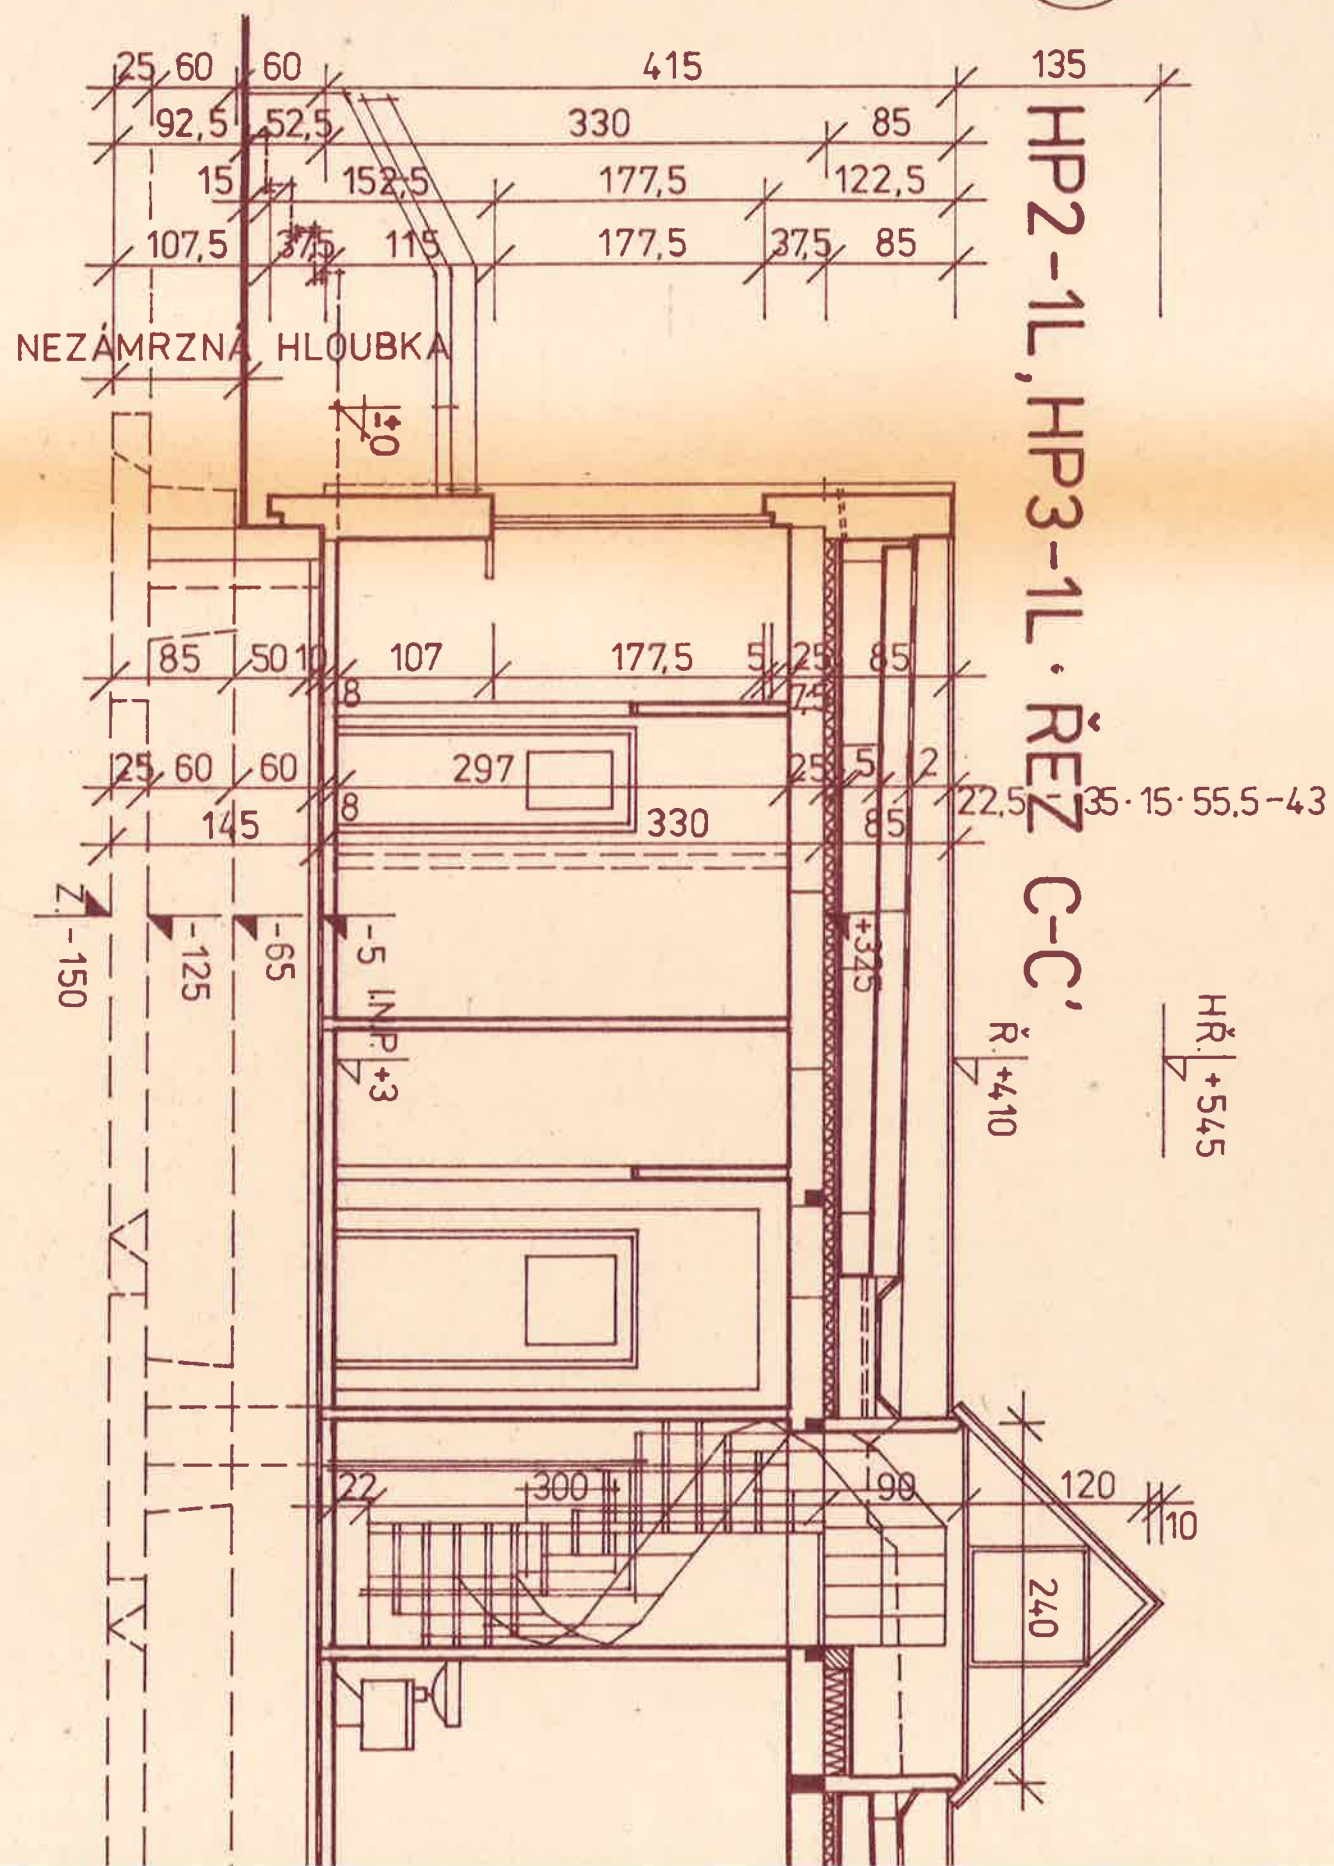 25 60 60 415 135
92,5 52,5 330 85
15 152,5 177,5 122,5
107,5 37,5 115 177,5 37,5 85
NEZÁMRZNÁ HLOUBKA
±0
HP2-1L, HP3-1L · ŘEZ C-C'
85 50 10 107 177,5 5 25 85
8 7,5
25 60 60 297 25 5 2
8 22,5 35·15·55,5-43
145 330 85
Z. -150
-125
-65
-5 I.N.P.
+3
+325
Ř. +410
HŘ. +545
22 300 90 120
10
240